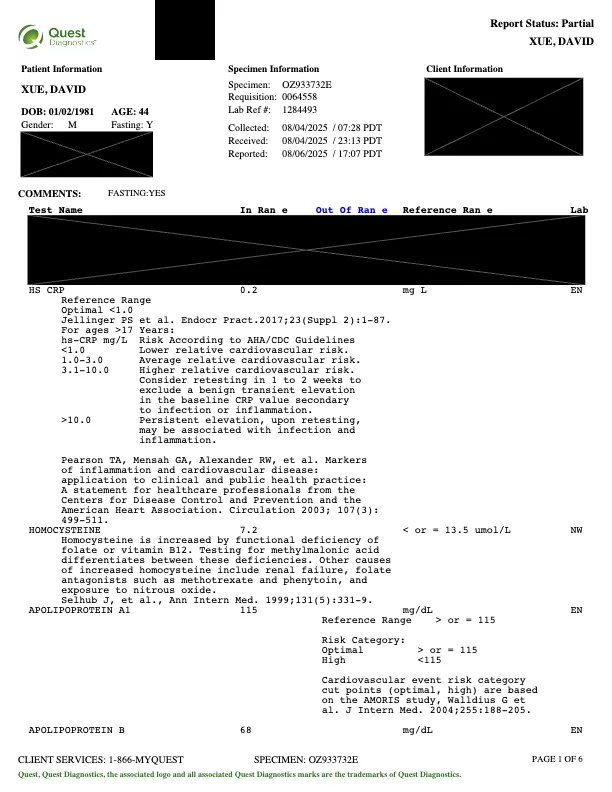 Quest
Diagnostics™
Report Status: Partial
XUE, DAVID
Patient Information
Specimen Information
Client Information
XUE, DAVID
DOB: 01/02/1981 AGE: 44
Gender: M Fasting: Y
Specimen: OZ933732E
Requisition: 0064558
Lab Ref #: 1284493
Collected: 08/04/2025 / 07:28 PDT
Received: 08/04/2025 / 23:13 PDT
Reported: 08/06/2025 / 17:07 PDT
COMMENTS: FASTING:YES
Test Name In Ran e Out Of Ran e Reference Ran e Lab
HS CRP 0.2 mg L EN
Reference Range
Optimal <1.0
Jellinger PS et al. Endocr Pract.2017;23(Suppl 2):1-87.
For ages >17 Years:
hs-CRP mg/L Risk According to AHA/CDC Guidelines
<1.0 Lower relative cardiovascular risk.
1.0-3.0 Average relative cardiovascular risk.
3.1-10.0 Higher relative cardiovascular risk.
Consider retesting in 1 to 2 weeks to
exclude a benign transient elevation
in the baseline CRP value secondary
to infection or inflammation.
>10.0 Persistent elevation, upon retesting,
may be associated with infection and
inflammation.
Pearson TA, Mensah GA, Alexander RW, et al. Markers
of inflammation and cardiovascular disease:
application to clinical and public health practice:
A statement for healthcare professionals from the
Centers for Disease Control and Prevention and the
American Heart Association. Circulation 2003; 107(3):
499-511.
HOMOCYSTEINE 7.2 < or = 13.5 umol/L NW
Homocysteine is increased by functional deficiency of
folate or vitamin B12. Testing for methylmalonic acid
differentiates between these deficiencies. Other causes
of increased homocysteine include renal failure, folate
antagonists such as methotrexate and phenytoin, and
exposure to nitrous oxide.
Selhub J, et al., Ann Intern Med. 1999;131(5):331-9.
APOLIPOPROTEIN A1 115 mg/dL EN
Reference Range > or = 115
Risk Category:
Optimal > or = 115
High <115
Cardiovascular event risk category
cut points (optimal, high) are based
on the AMORIS study, Walldius G et
al. J Intern Med. 2004;255:188-205.
APOLIPOPROTEIN B 68 mg/dL EN
CLIENT SERVICES: 1-866-MYQUEST SPECIMEN: OZ933732E PAGE 1 OF 6
Quest, Quest Diagnostics, the associated logo and all associated Quest Diagnostics marks are the trademarks of Quest Diagnostics.